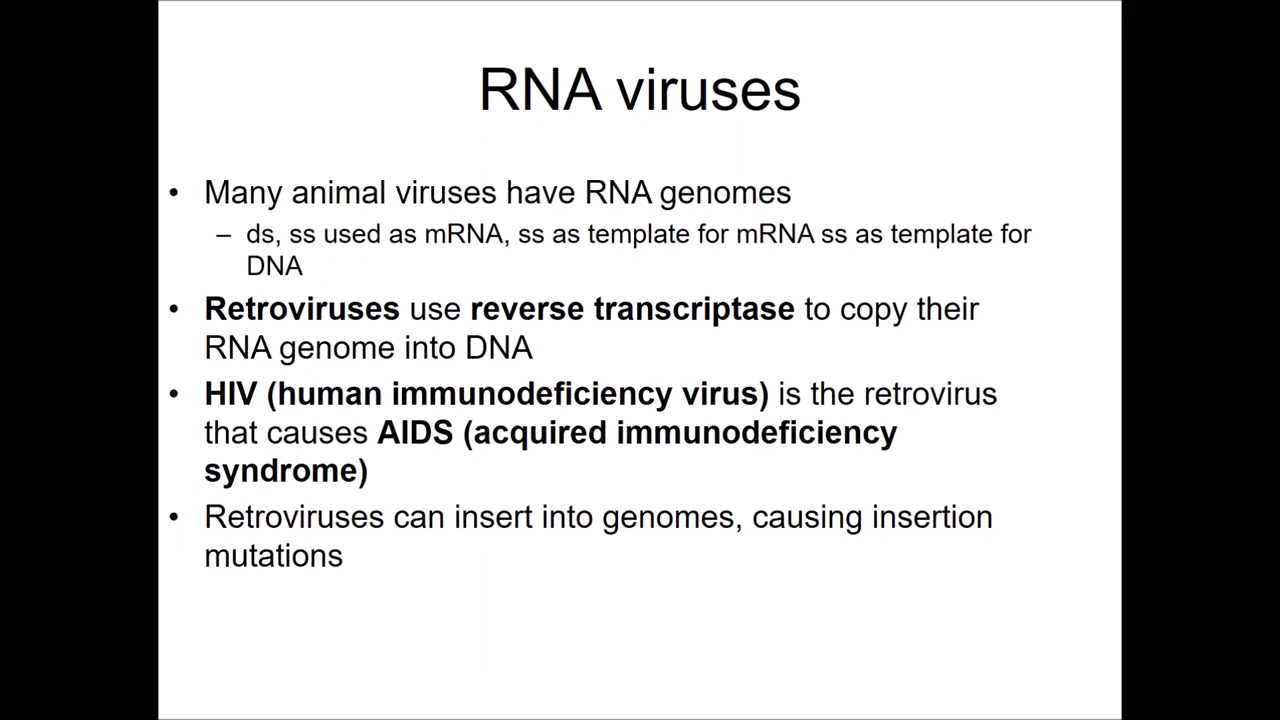 RNA viruses
• Many animal viruses have RNA genomes
– ds, ss used as mRNA, ss as template for mRNA ss as template for
DNA
• Retroviruses use reverse transcriptase to copy their
RNA genome into DNA
• HIV (human immunodeficiency virus) is the retrovirus
that causes AIDS (acquired immunodeficiency
syndrome)
• Retroviruses can insert into genomes, causing insertion
mutations